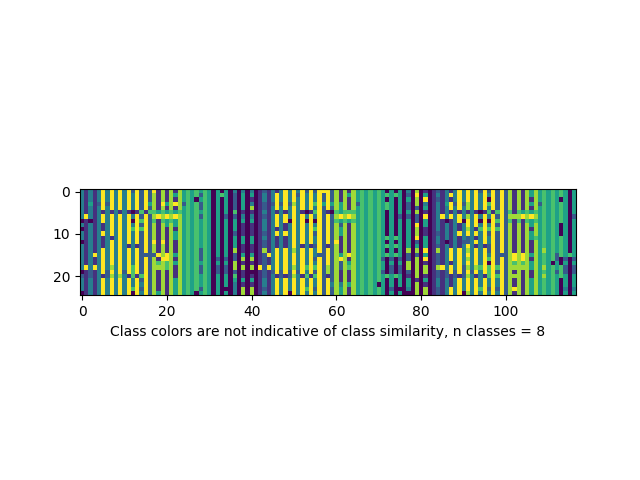 0
10
20
0 20 40 60 80 100
Class colors are not indicative of class similarity, n classes = 8